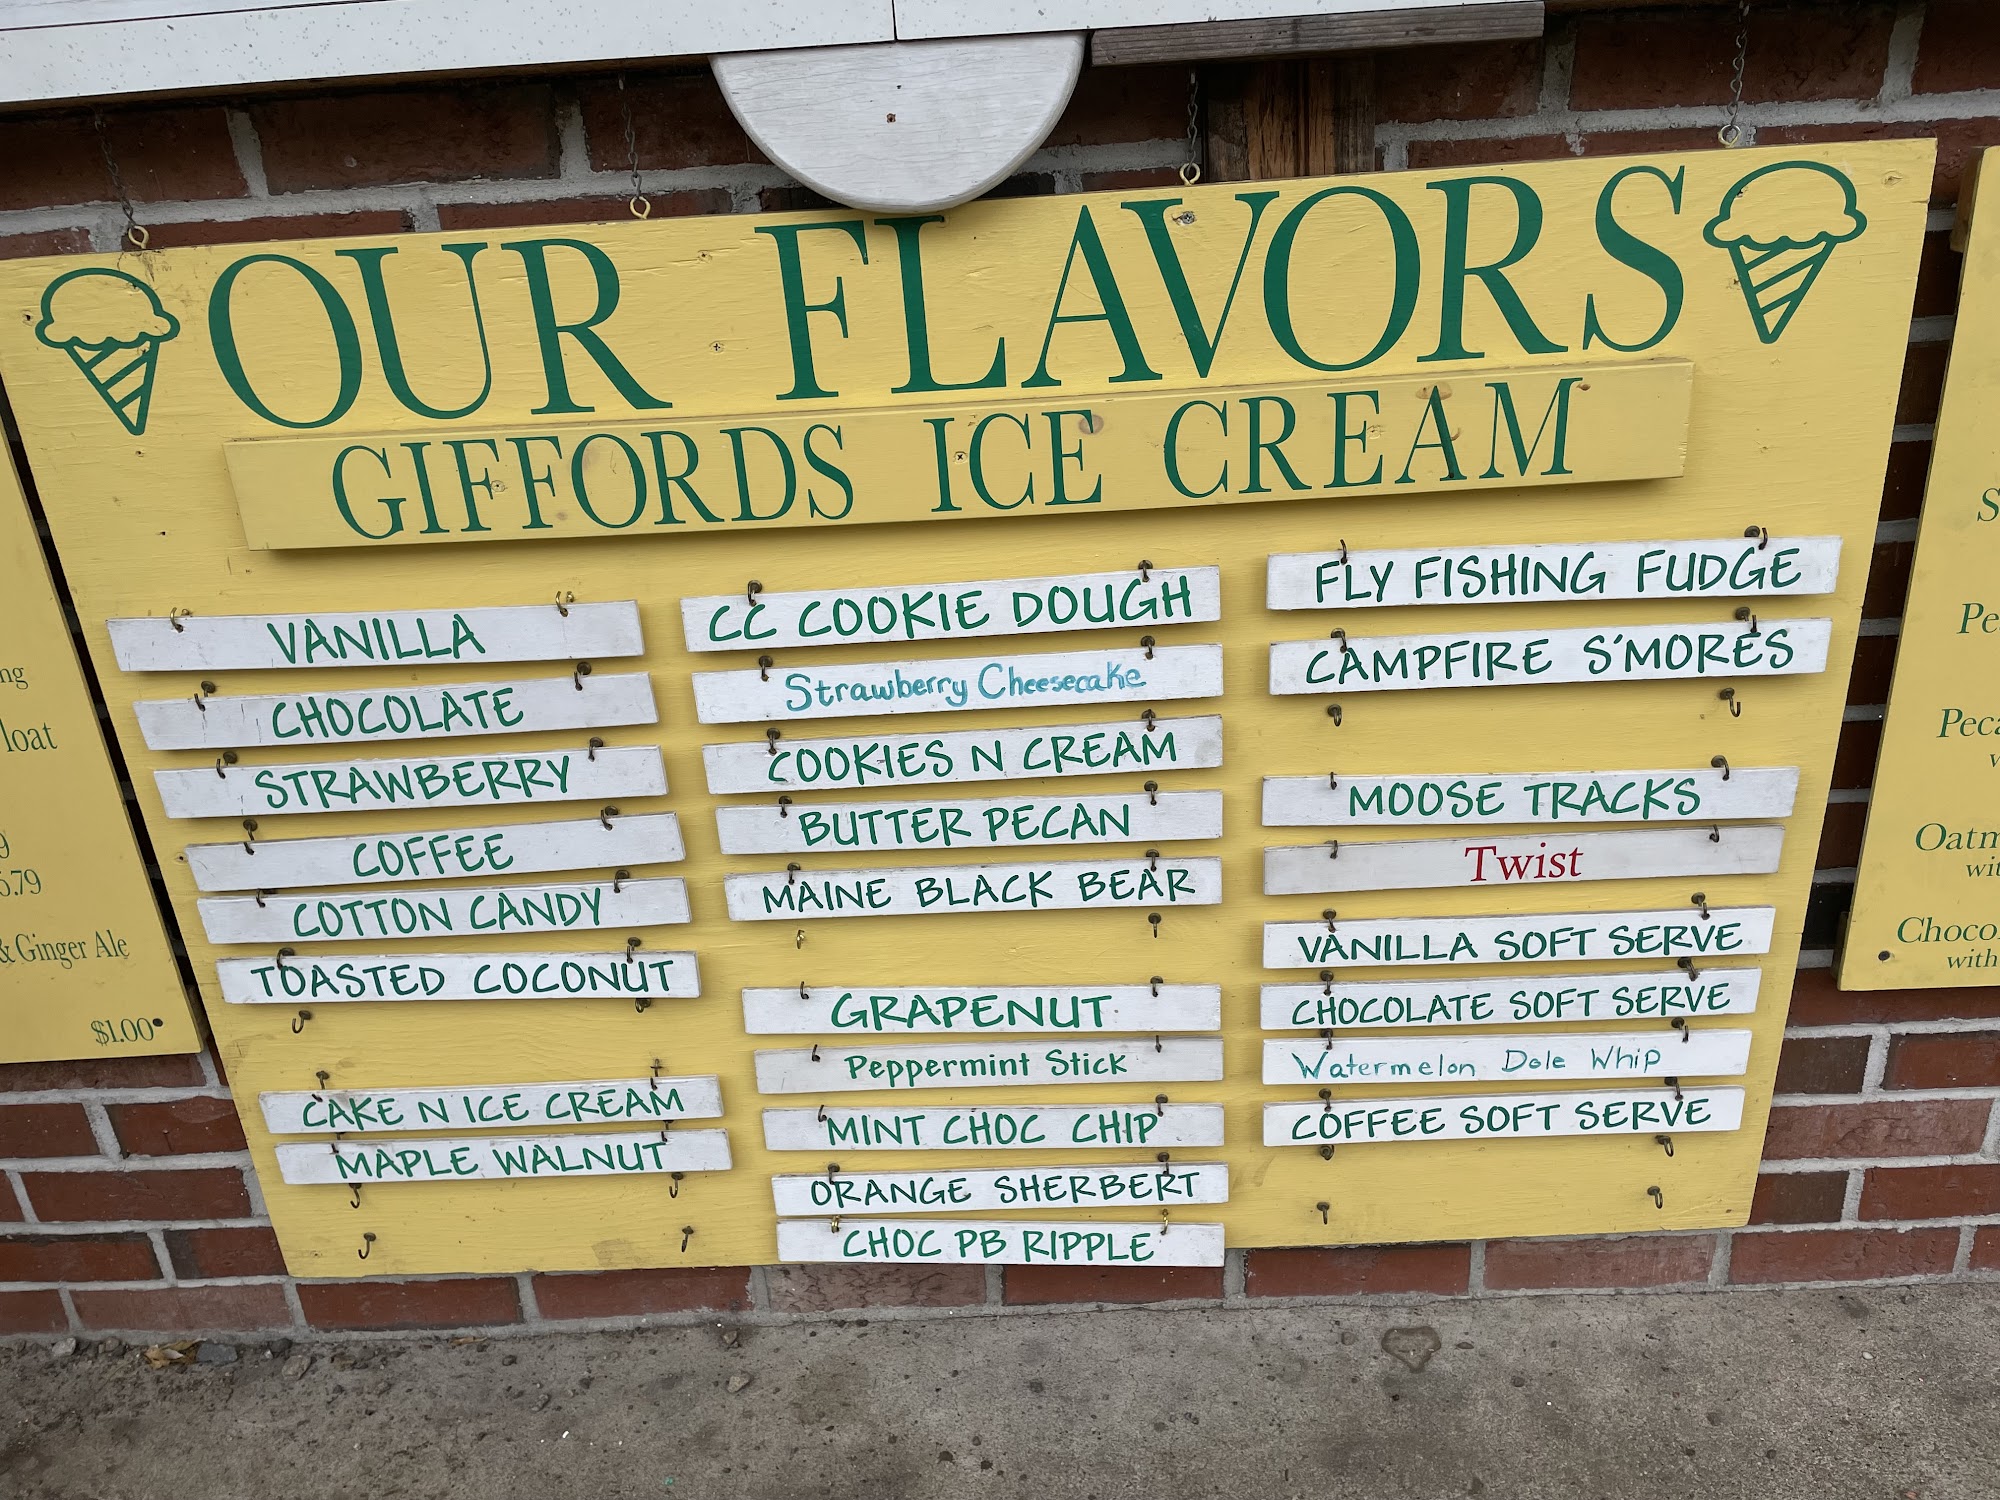 OUR FLAVORS
GIFFORDS ICE CREAM
VANILLA
CHOCOLATE
STRAWBERRY
COFFEE
COTTON CANDY
TOASTED COCONUT
CAKE N ICE CREAM
MAPLE WALNUT
CC COOKIE DOUGH
Strawberry Cheesecake
COOKIES N CREAM
BUTTER PECAN
MAINE BLACK BEAR
GRAPENUT
Peppermint Stick
MINT CHOC CHIP
ORANGE SHERBERT
CHOC PB RIPPLE
FLY FISHING FUDGE
CAMPFIRE S'MORES
MOOSE TRACKS
Twist
VANILLA SOFT SERVE
CHOCOLATE SOFT SERVE
Watermelon Dole Whip
COFFEE SOFT SERVE
& Ginger Ale
$1.00
with